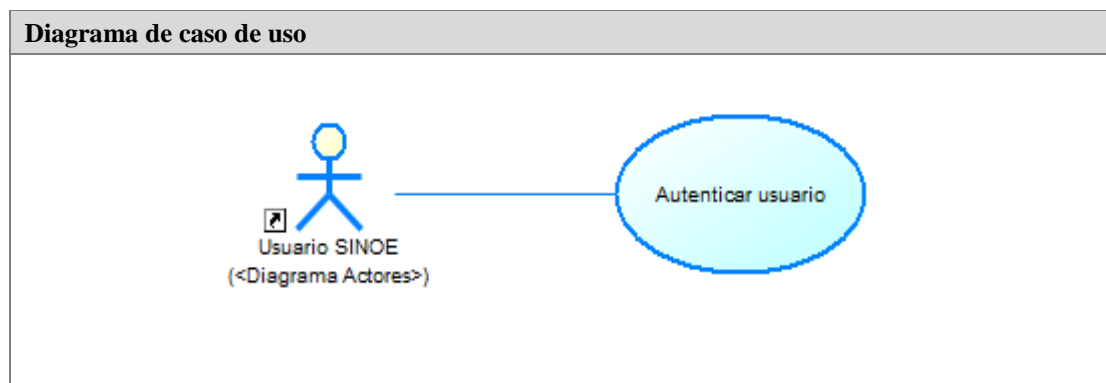 Diagrama de caso de uso
Autenticar usuario
Usuario SINOE
(<Diagrama Actores>)